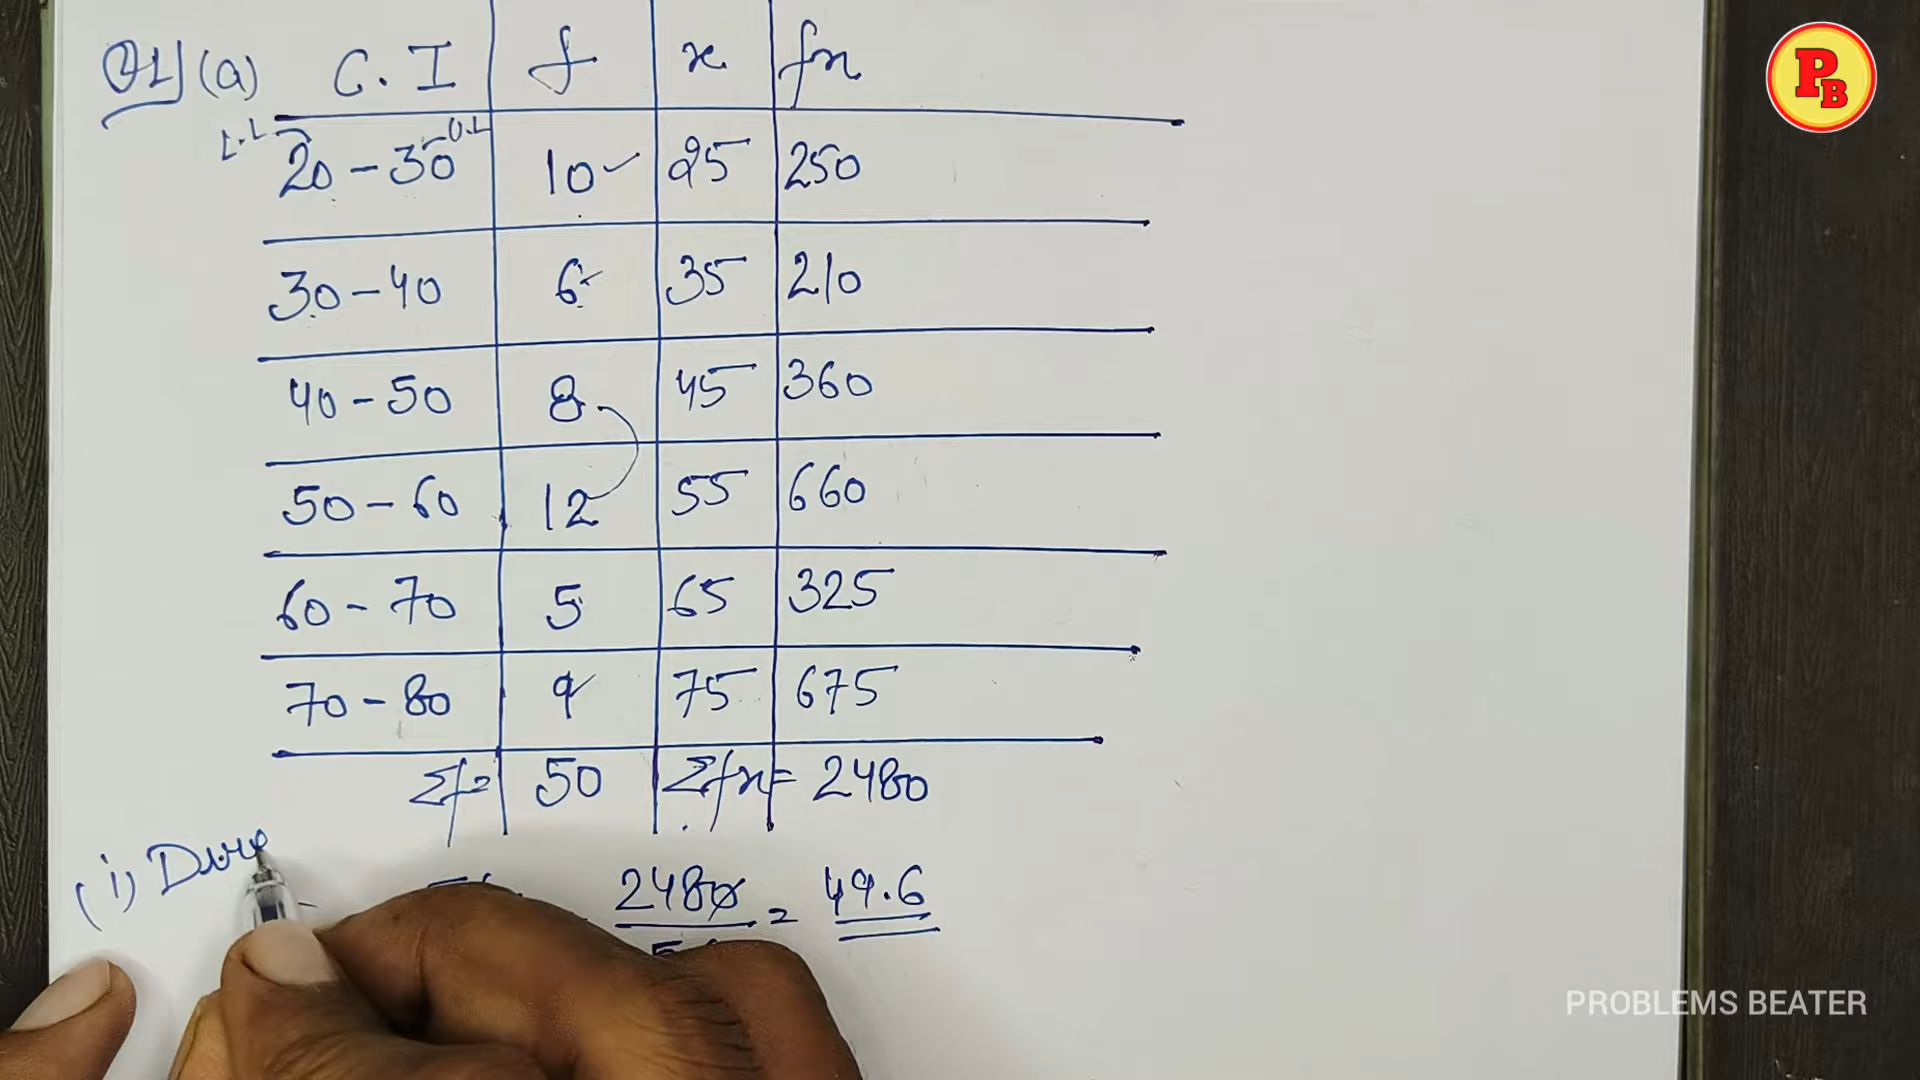 Q1 (a) C.I f x fx
L.L U.L
20 - 30 10 25 250
30 - 40 6 35 210
40 - 50 8 45 360
50 - 60 12 55 660
60 - 70 5 65 325
70 - 80 9 75 675
Σf = 50 Σfx = 2480
(i) Dire
2480 = 49.6
PB
PROBLEMS BEATER